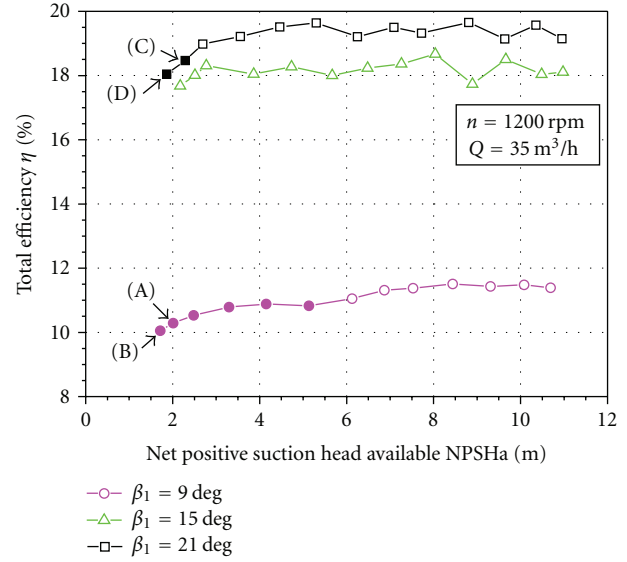 20
18
16
14
12
10
8
Total efficiency η (%)
(C)
(D)
n = 1200 rpm
Q = 35 m³/h
(A)
(B)
0 2 4 6 8 10 12
Net positive suction head available NPSHa (m)
β₁ = 9 deg
β₁ = 15 deg
β₁ = 21 deg